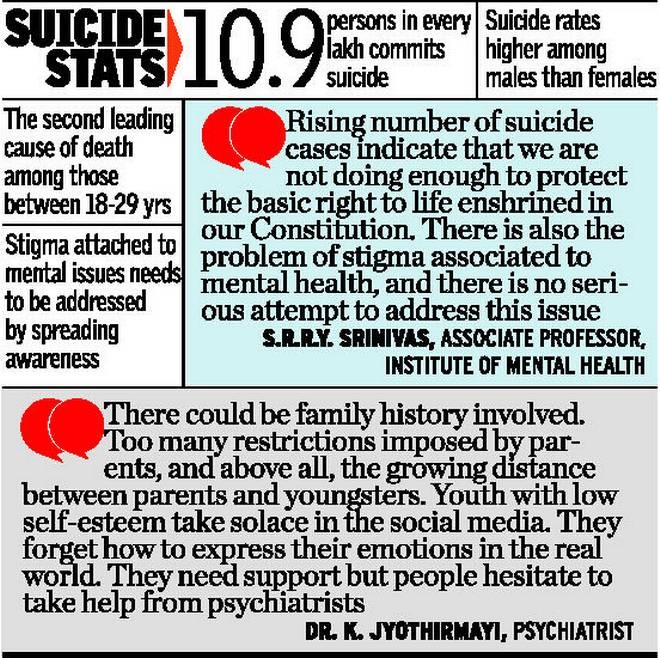 SUICIDE
STATS
10.9
persons in every
lakh commits
suicide
Suicide rates
higher among
males than females
The second leading
cause of death
among those
between 18-29 yrs
Stigma attached to
mental issues needs
to be addressed
by spreading
awareness
Rising number of suicide
cases indicate that we are
not doing enough to protect
the basic right to life enshrined in
our Constitution. There is also the
problem of stigma associated to
mental health, and there is no seri-
ous attempt to address this issue
S.R.R.Y. SRINIVAS, ASSOCIATE PROFESSOR,
INSTITUTE OF MENTAL HEALTH
There could be family history involved.
Too many restrictions imposed by par-
ents, and above all, the growing distance
between parents and youngsters. Youth with low
self-esteem take solace in the social media. They
forget how to express their emotions in the real
world. They need support but people hesitate to
take help from psychiatrists
DR. K. JYOTHIRMAYI, PSYCHIATRIST